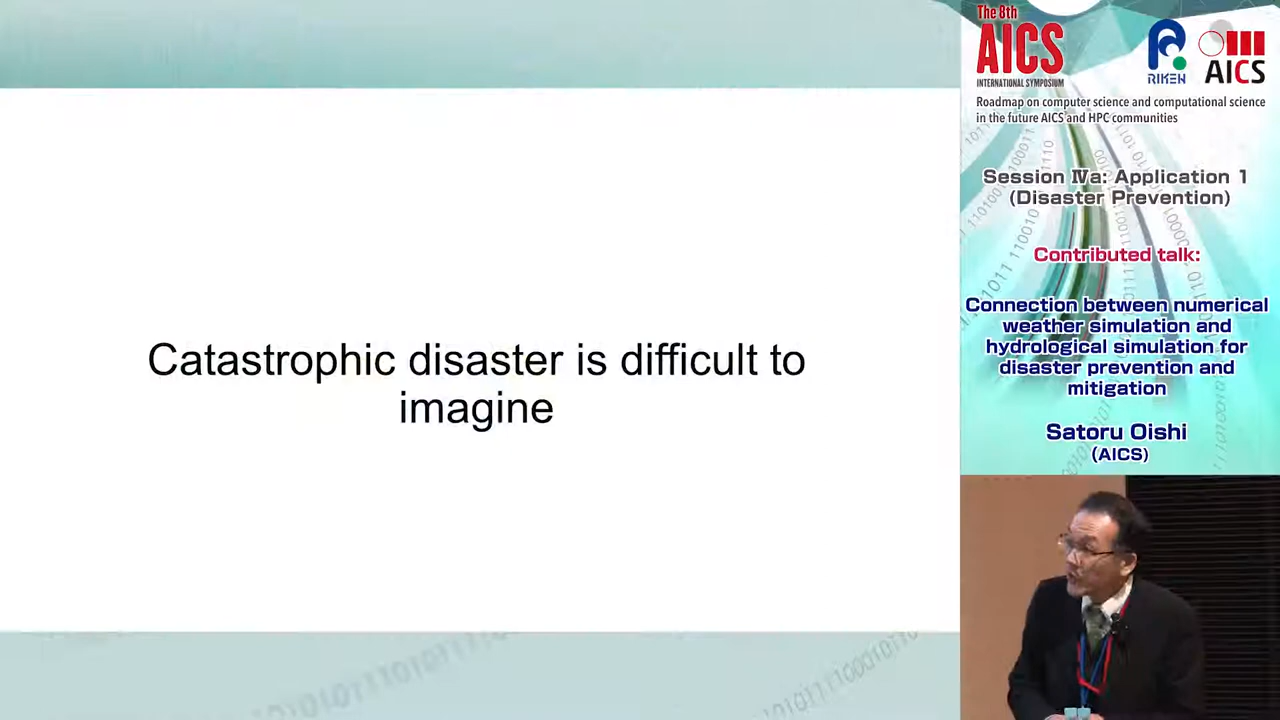 Catastrophic disaster is difficult to
imagine
The 8th
AICS
INTERNATIONAL SYMPOSIUM
RIKEN
AICS
Roadmap on computer science and computational science
in the future AICS and HPC communities
Session Ⅳa: Application 1
(Disaster Prevention)
Contributed talk:
Connection between numerical
weather simulation and
hydrological simulation for
disaster prevention and
mitigation
Satoru Oishi
(AICS)